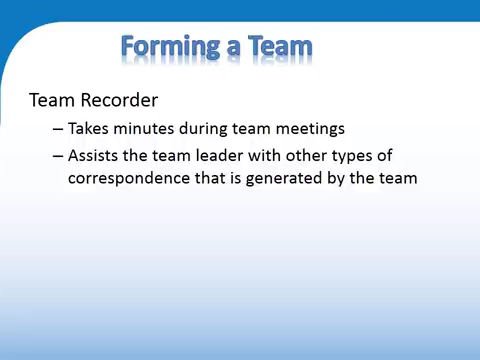 Forming a Team
Team Recorder
– Takes minutes during team meetings
– Assists the team leader with other types of
correspondence that is generated by the team